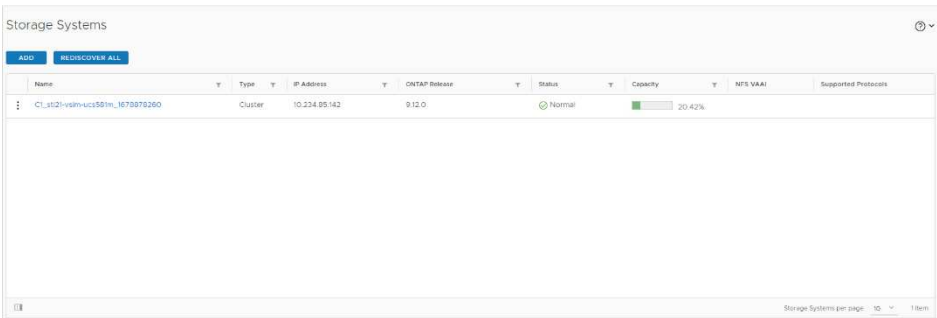 Storage Systems
ADD REDISCOVER ALL
Name Type IP Address ONTAP Release Status Capacity NFS VAAI Supported Protocols
C1_sti21-vsim-ucs581m_1679878260 Cluster 10.234.85.142 9.12.0 Normal 20.42%
Storage Systems per page 10 1 Item